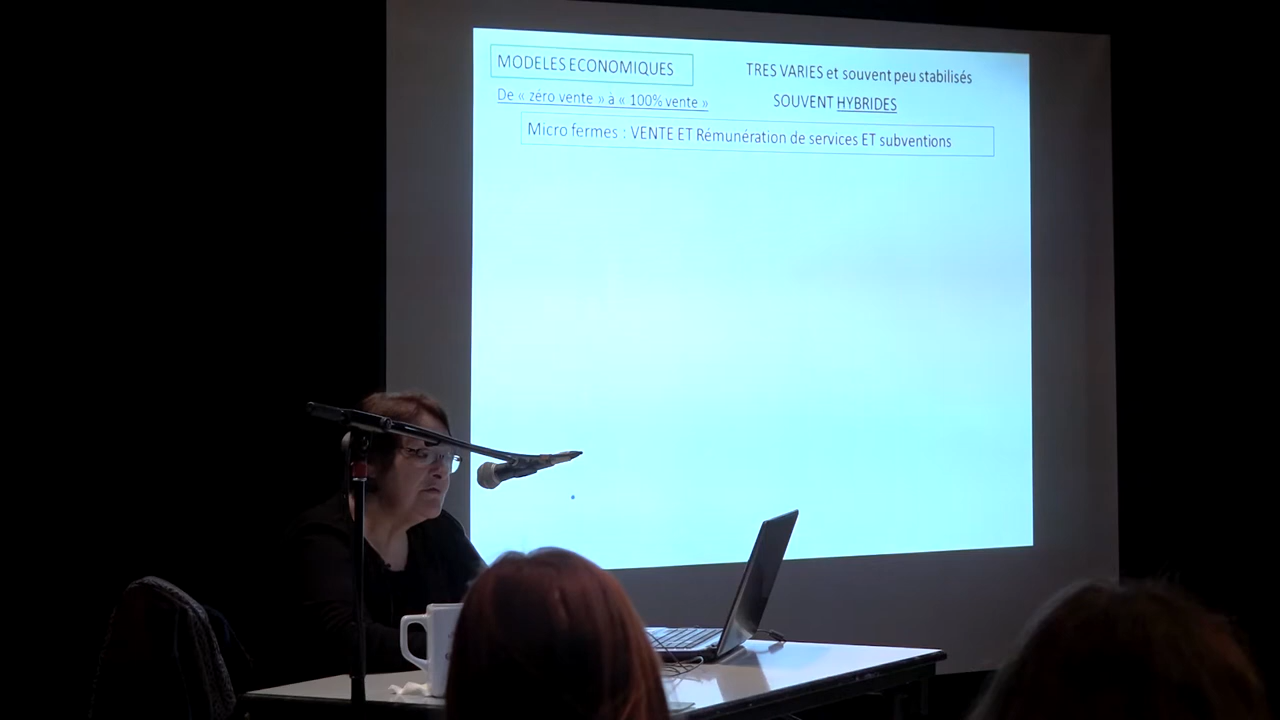 MODELES ECONOMIQUES
TRES VARIES et souvent peu stabilisés
De « zéro vente » à « 100% vente »
SOUVENT HYBRIDES
Micro fermes : VENTE ET Rémunération de services ET subventions